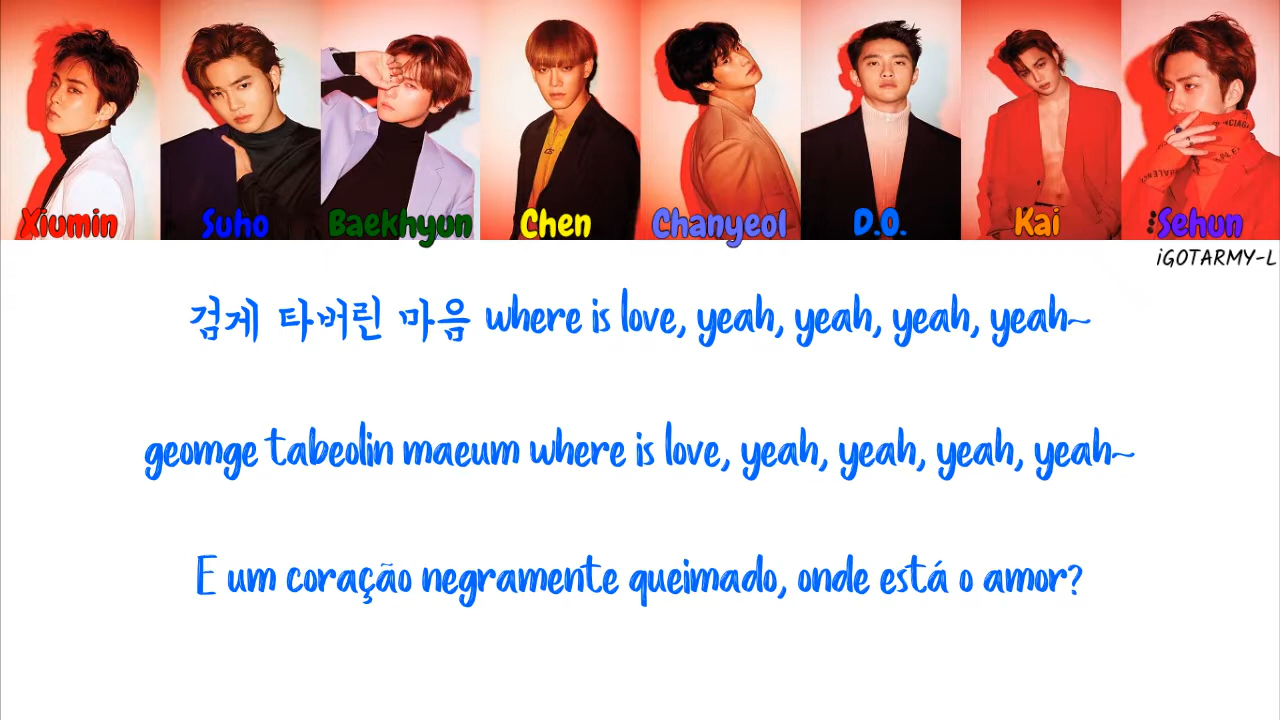 Xiumin Suho Baekhyun Chen Chanyeol D.O. Kai Sehun
iGOTARMY-L
검게 타버린 마음 where is love, yeah, yeah, yeah, yeah~
geomge tabeolin maeum where is love, yeah, yeah, yeah, yeah~
E um coração negramente queimado, onde está o amor?